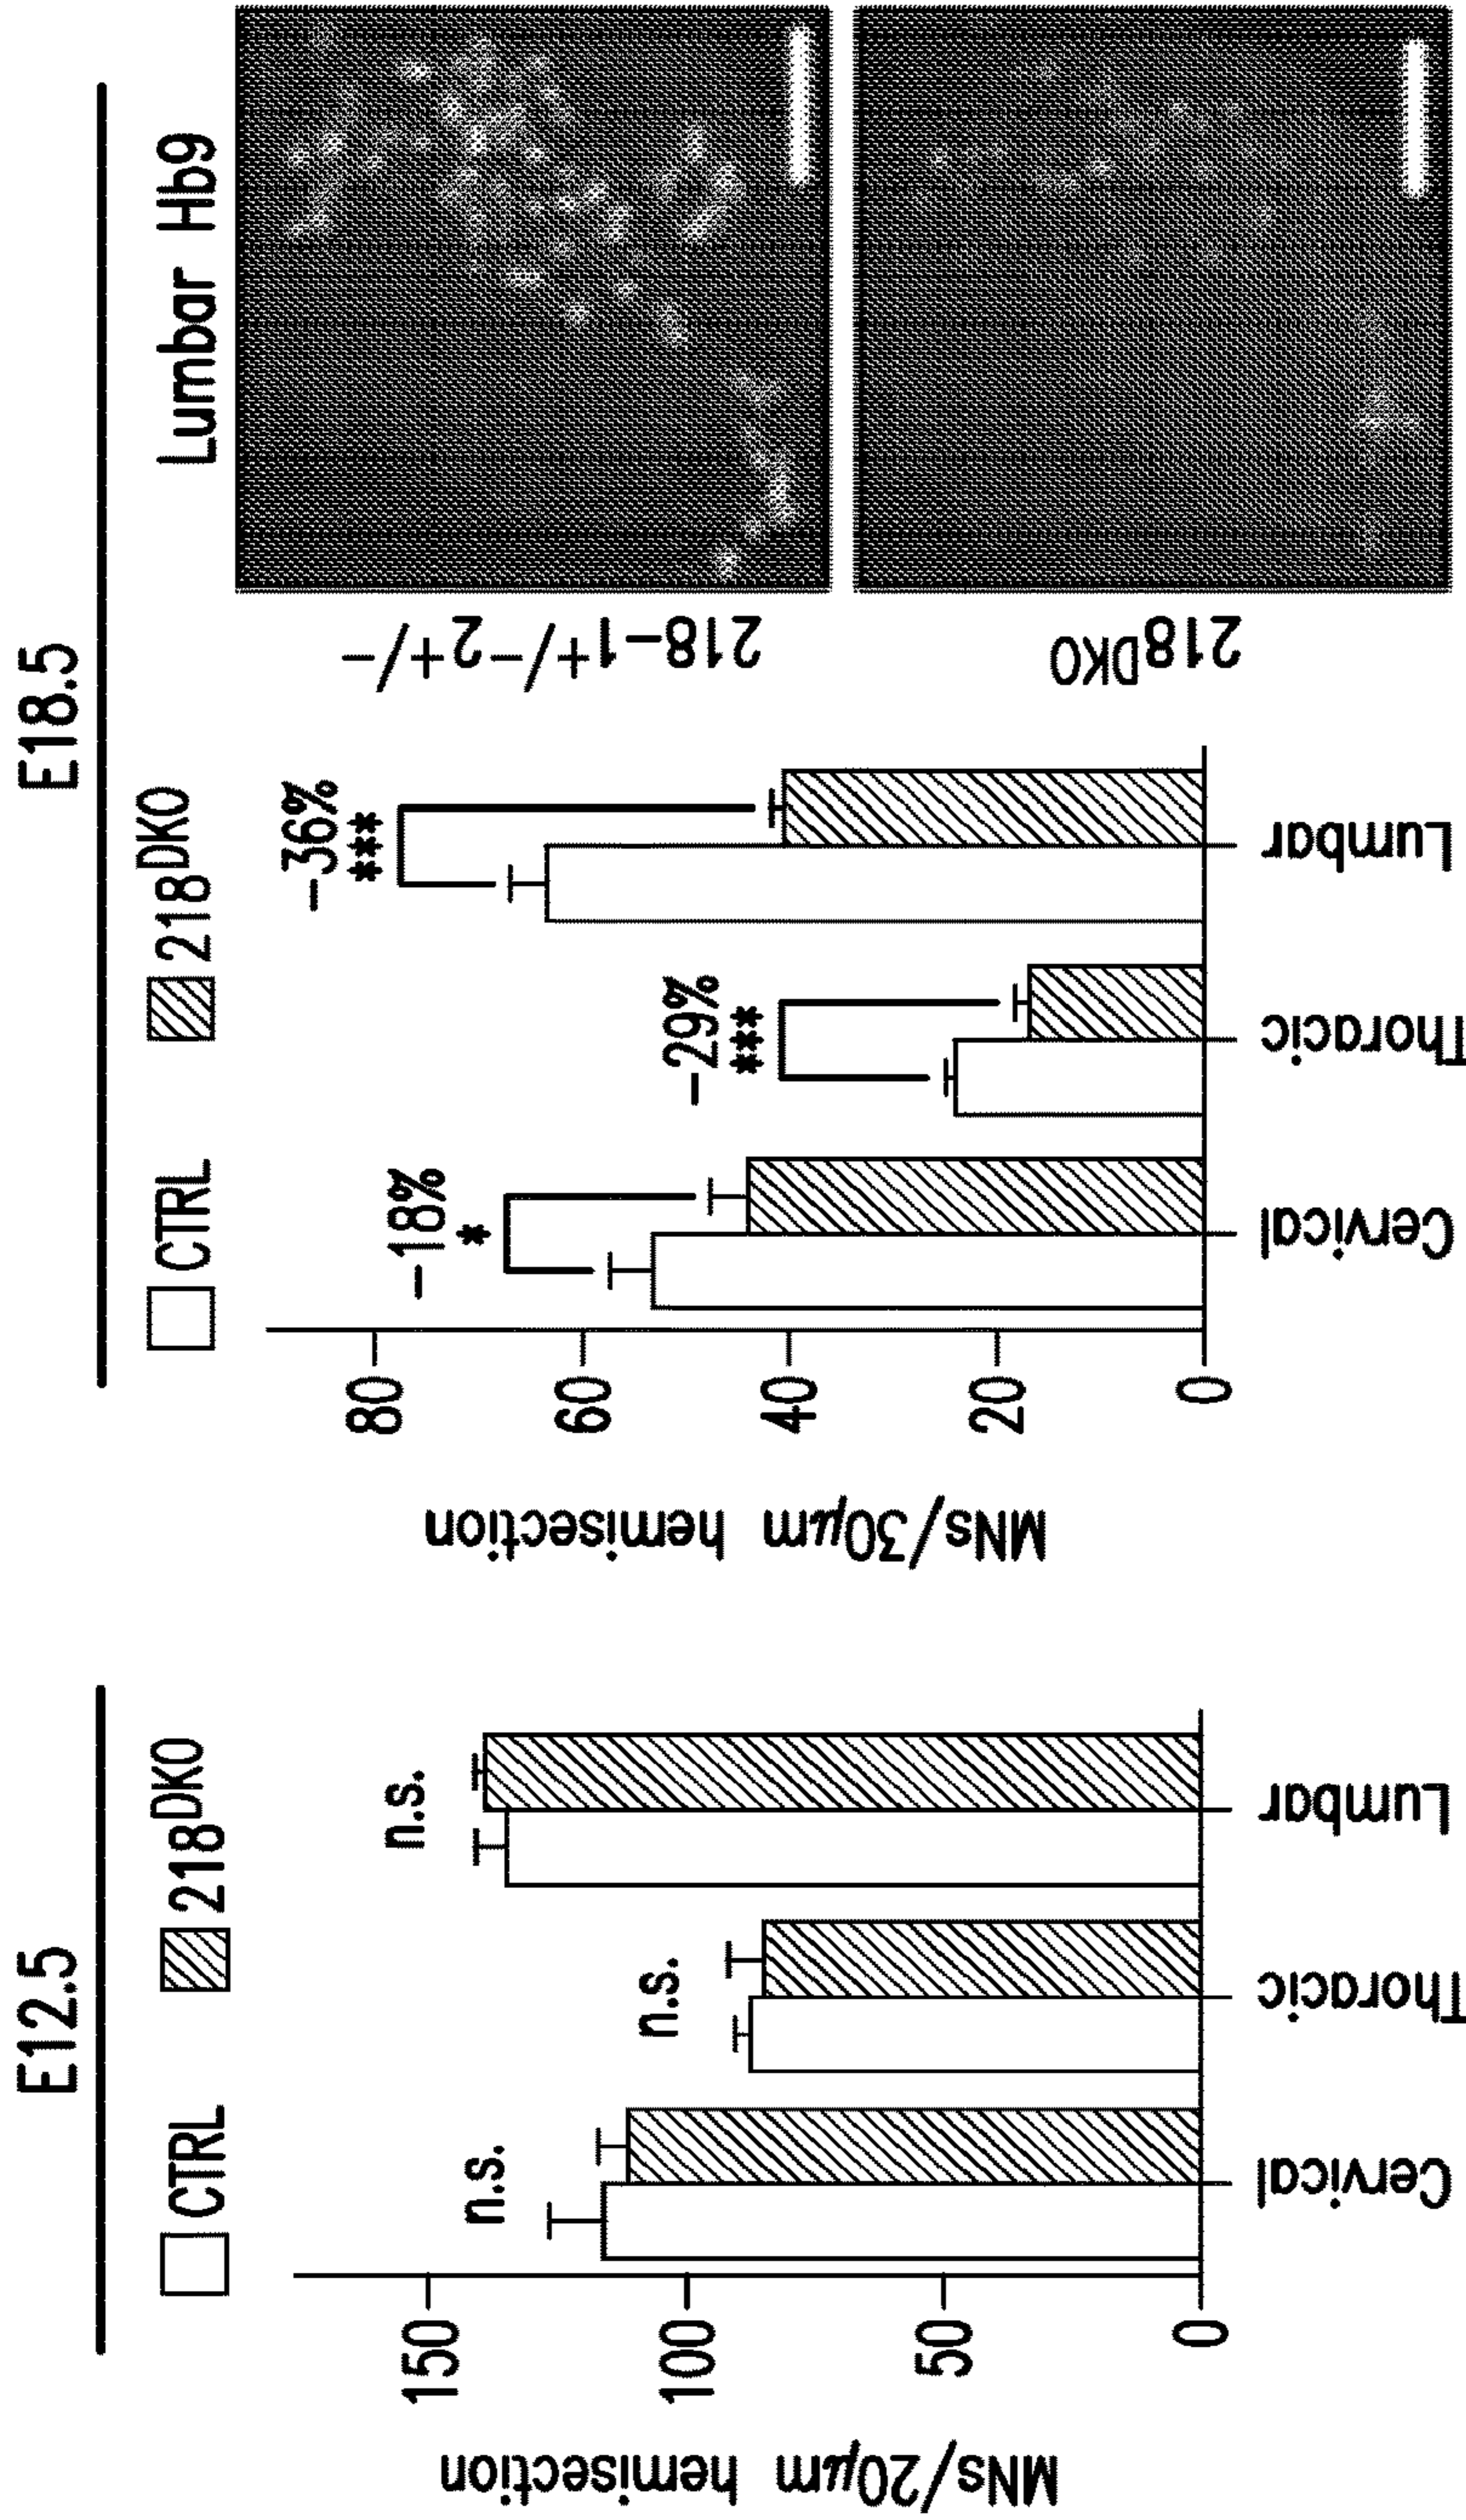 E12.5
CTRL 218DKO
MNs/20μm hemisection
150
100
50
0
n.s.
n.s.
n.s.
Cervical
Thoracic
Lumbar
E18.5
CTRL 218DKO
MNs/30μm hemisection
80
60
40
20
0
-18%
*
-29%
***
-36%
***
Cervical
Thoracic
Lumbar
Lumbar Hb9
218-1+/-2+/-
218DKO